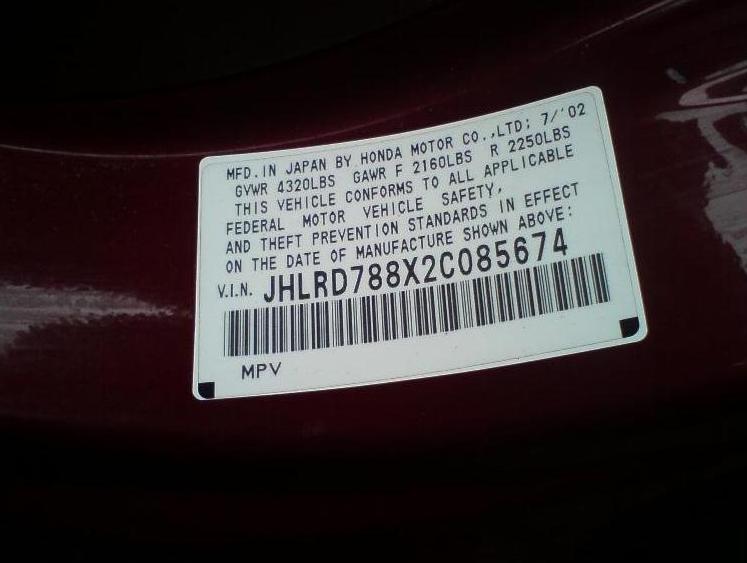 MFD.IN JAPAN BY HONDA MOTOR CO.,LTD; 7/'02
GVWR 4320LBS GAWR F 2160LBS R 2250LBS
THIS VEHICLE CONFORMS TO ALL APPLICABLE
FEDERAL MOTOR VEHICLE SAFETY,
AND THEFT PREVENTION STANDARDS IN EFFECT
ON THE DATE OF MANUFACTURE SHOWN ABOVE:
V.I.N. JHLRD788X2C085674
MPV